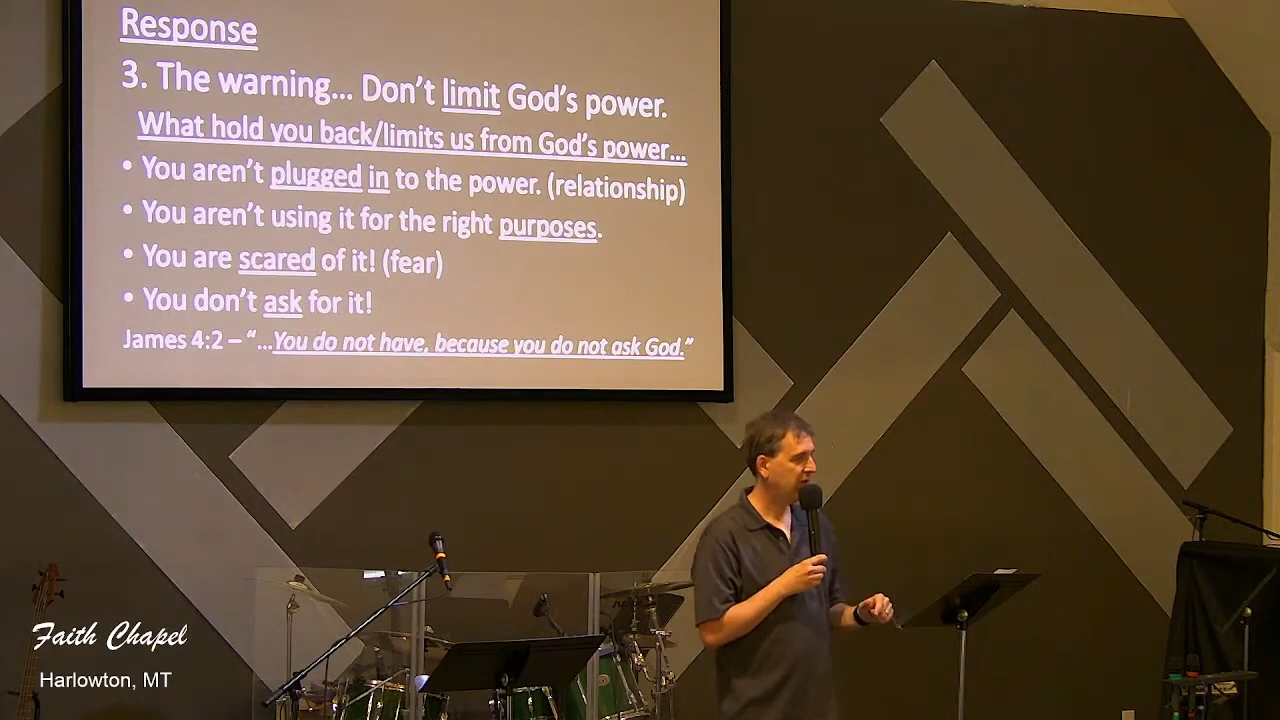 Response
3. The warning... Don't limit God's power.
What hold you back/limits us from God's power...
• You aren't plugged in to the power. (relationship)
• You aren't using it for the right purposes.
• You are scared of it! (fear)
• You don't ask for it!
James 4:2 – "...You do not have, because you do not ask God."
Faith Chapel
Harlowton, MT